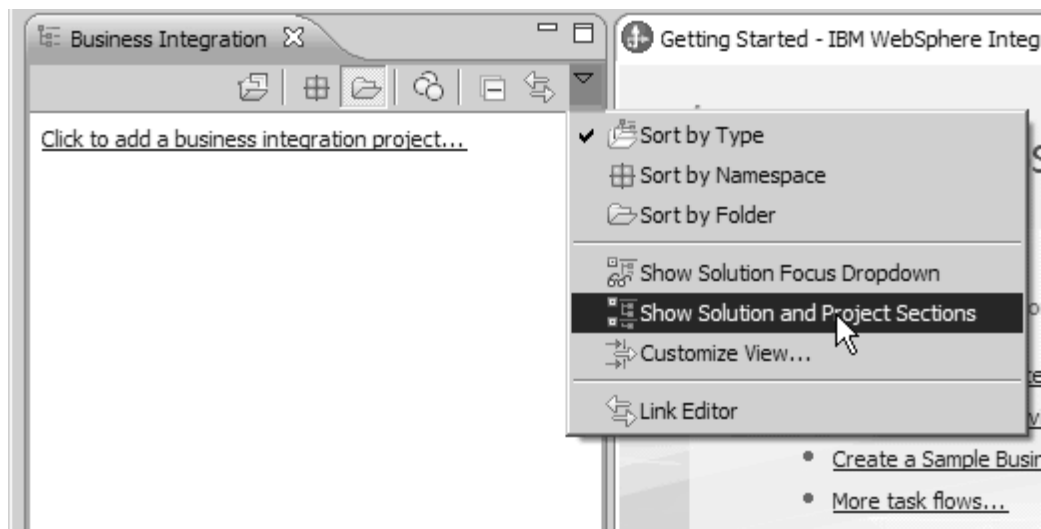 Business Integration
Getting Started - IBM WebSphere Integ
Click to add a business integration project...
Sort by Type
Sort by Namespace
Sort by Folder
Show Solution Focus Dropdown
Show Solution and Project Sections
Customize View...
Link Editor
Create a Sample Busin
More task flows...